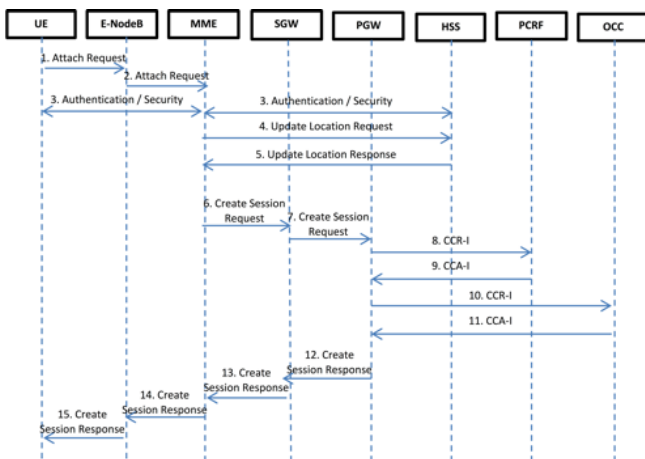 UE E-NodeB MME SGW PGW HSS PCRF OCC
1. Attach Request
2. Attach Request
3. Authentication / Security
3. Authentication / Security
4. Update Location Request
5. Update Location Response
6. Create Session
Request
7. Create Session
Request
8. CCR-I
9. CCA-I
10. CCR-I
11. CCA-I
12. Create
Session Response
13. Create
Session Response
14. Create
Session Response
15. Create
Session Response